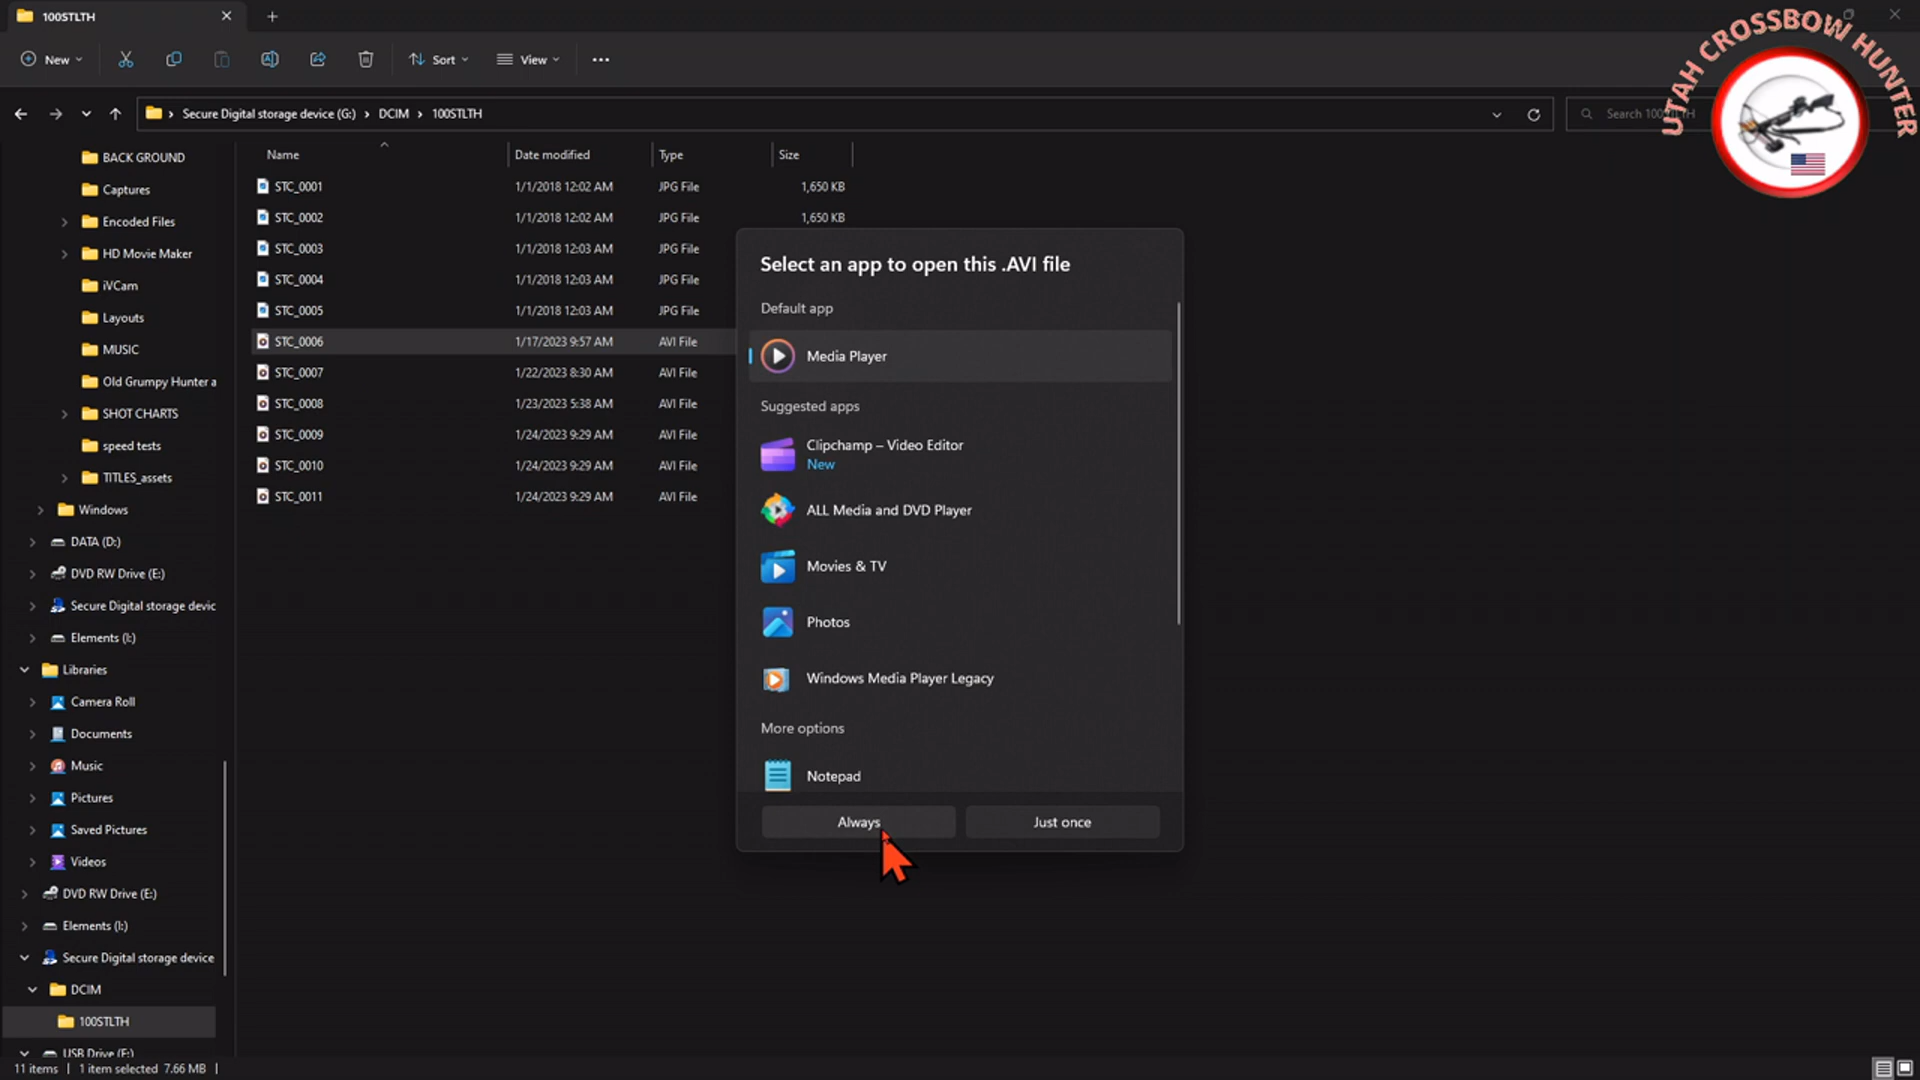 100STLTH
New
Sort
View
Secure Digital storage device (G:) › DCIM › 100STLTH
Search 100STLTH
UTAH CROSSBOW HUNTER
BACK GROUND
Captures
Encoded Files
HD Movie Maker
iVCam
Layouts
MUSIC
Old Grumpy Hunter a
SHOT CHARTS
speed tests
TITLES_assets
Windows
DATA (D:)
DVD RW Drive (E:)
Secure Digital storage devic
Elements (I:)
Libraries
Camera Roll
Documents
Music
Pictures
Saved Pictures
Videos
DVD RW Drive (E:)
Elements (I:)
Secure Digital storage device
DCIM
100STLTH
USB Drive (F:)
Name Date modified Type Size
STC_0001 1/1/2018 12:02 AM JPG File 1,650 KB
STC_0002 1/1/2018 12:02 AM JPG File 1,650 KB
STC_0003 1/1/2018 12:03 AM JPG File
STC_0004 1/1/2018 12:03 AM JPG File
STC_0005 1/1/2018 12:03 AM JPG File
STC_0006 1/17/2023 9:57 AM AVI File
STC_0007 1/22/2023 8:30 AM AVI File
STC_0008 1/23/2023 5:38 AM AVI File
STC_0009 1/24/2023 9:29 AM AVI File
STC_0010 1/24/2023 9:29 AM AVI File
STC_0011 1/24/2023 9:29 AM AVI File
Select an app to open this .AVI file
Default app
Media Player
Suggested apps
Clipchamp – Video Editor
New
ALL Media and DVD Player
Movies & TV
Photos
Windows Media Player Legacy
More options
Notepad
Always Just once
11 items 1 item selected 7.66 MB